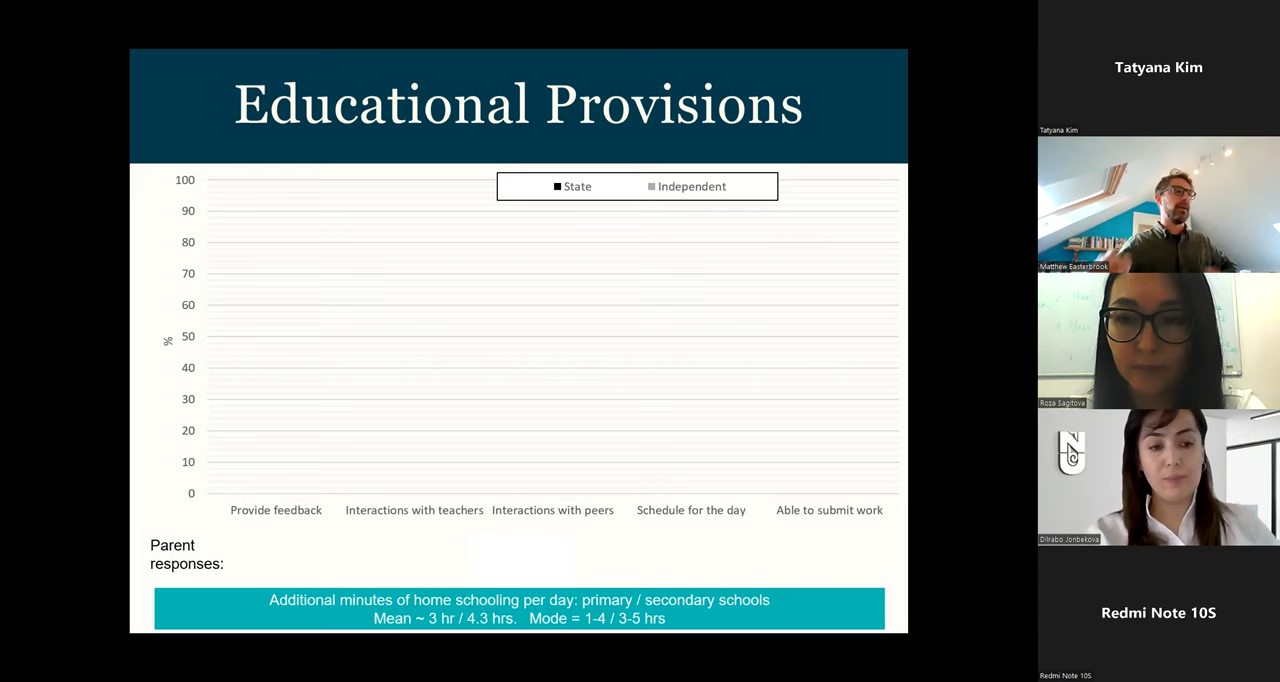 Educational Provisions
State
Independent
100
90
80
70
60
50
40
30
20
10
0
%
Provide feedback
Interactions with teachers
Interactions with peers
Schedule for the day
Able to submit work
Parent
responses:
Additional minutes of home schooling per day: primary / secondary schools
Mean ~ 3 hr / 4.3 hrs. Mode = 1-4 / 3-5 hrs
Tatyana Kim
Tatyana Kim
Matthew Easterbrook
Roza Sagitova
Dilrabo Jonbekova
Redmi Note 10S
Redmi Note 10S